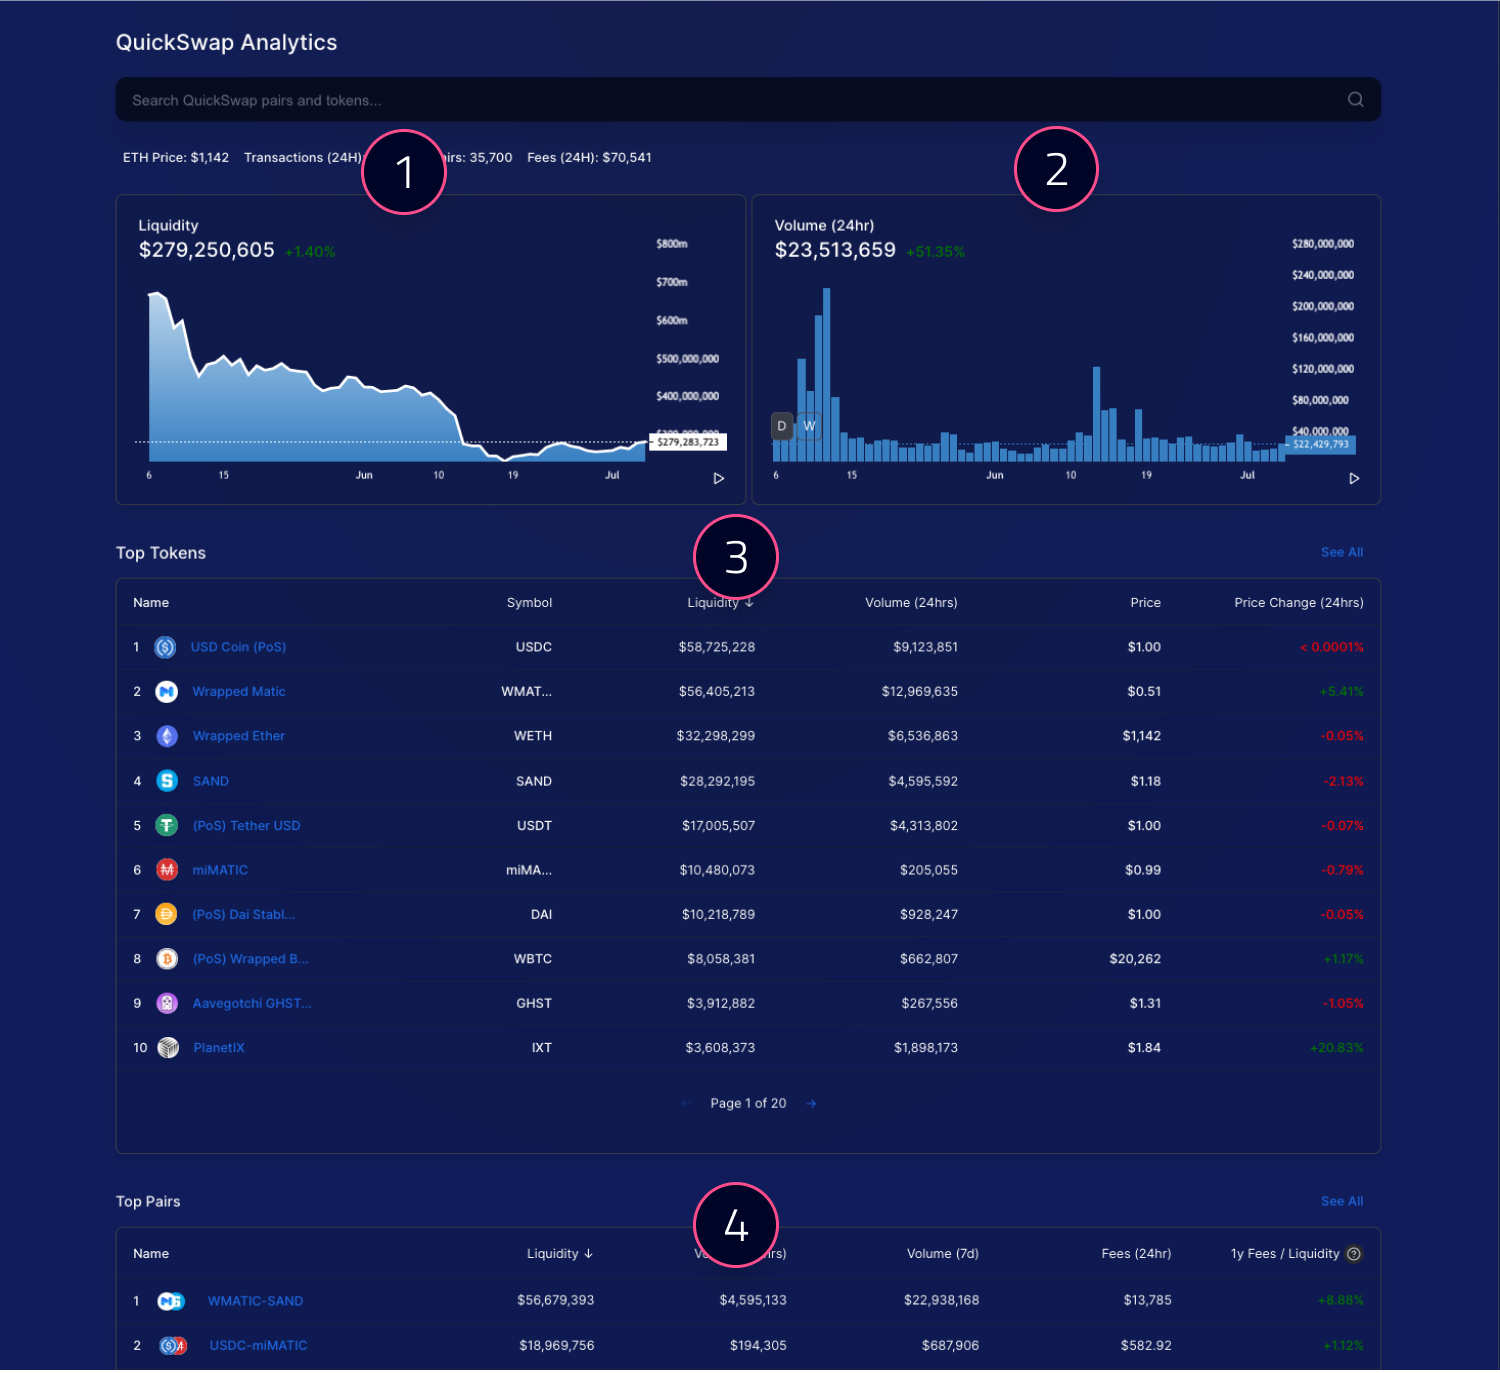 QuickSwap Analytics
Search QuickSwap pairs and tokens...
ETH Price: $1,142 Transactions (24H): irs: 35,700 Fees (24H): $70,541
1
2
Liquidity
$279,250,605 +1.40%
$800m
$700m
$600m
$500,000,000
$400,000,000
$279,283,723
6 15 Jun 10 19 Jul
Volume (24hr)
$23,513,659 +51.35%
$280,000,000
$240,000,000
$200,000,000
$160,000,000
$120,000,000
$80,000,000
$40,000,000
$22,429,793
D W
6 15 Jun 10 19 Jul
3
Top Tokens See All
Name Symbol Liquidity ↓ Volume (24hrs) Price Price Change (24hrs)
1 USD Coin (PoS) USDC $58,725,228 $9,123,851 $1.00 < 0.0001%
2 Wrapped Matic WMAT... $56,405,213 $12,969,635 $0.51 +5.41%
3 Wrapped Ether WETH $32,298,299 $6,536,863 $1,142 -0.05%
4 SAND SAND $28,292,195 $4,595,592 $1.18 -2.13%
5 (PoS) Tether USD USDT $17,005,507 $4,313,802 $1.00 -0.07%
6 miMATIC miMA... $10,480,073 $205,055 $0.99 -0.79%
7 (PoS) Dai Stabl... DAI $10,218,789 $928,247 $1.00 -0.05%
8 (PoS) Wrapped B... WBTC $8,058,381 $662,807 $20,262 +1.17%
9 Aavegotchi GHST... GHST $3,912,882 $267,556 $1.31 -1.05%
10 PlanetIX IXT $3,608,373 $1,898,173 $1.84 +20.83%
← Page 1 of 20 →
4
Top Pairs See All
Name Liquidity ↓ rs) Volume (7d) Fees (24hr) 1y Fees / Liquidity ?
1 WMATIC-SAND $56,679,393 $4,595,133 $22,938,168 $13,785 +8.88%
2 USDC-miMATIC $18,969,756 $194,305 $687,906 $582.92 +1.12%